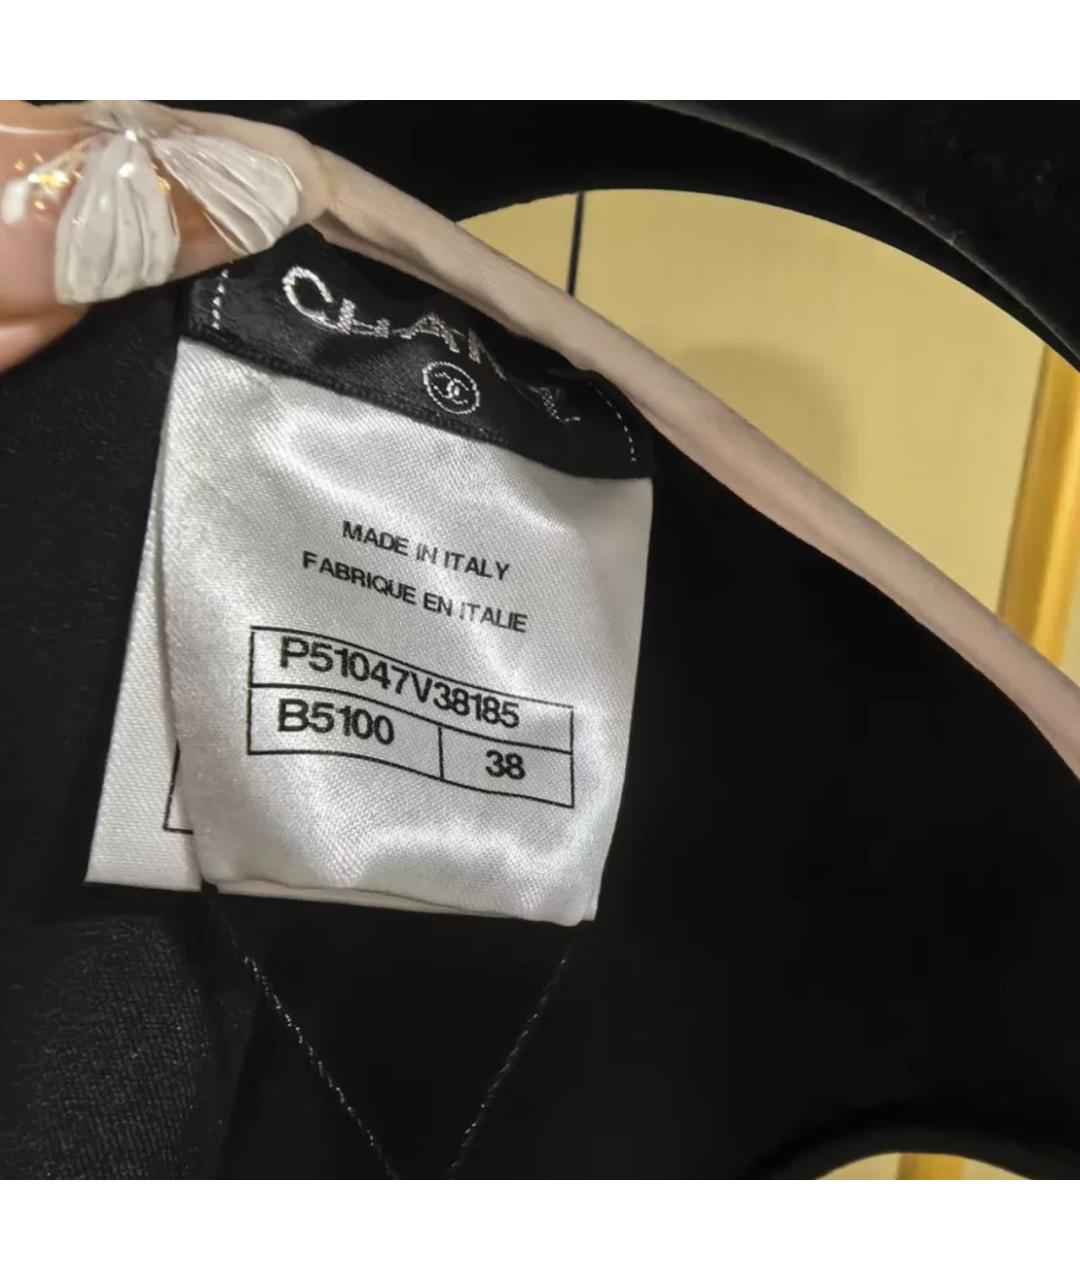 CHANEL
MADE IN ITALY
FABRIQUE EN ITALIE
P51047V38185
B5100 38